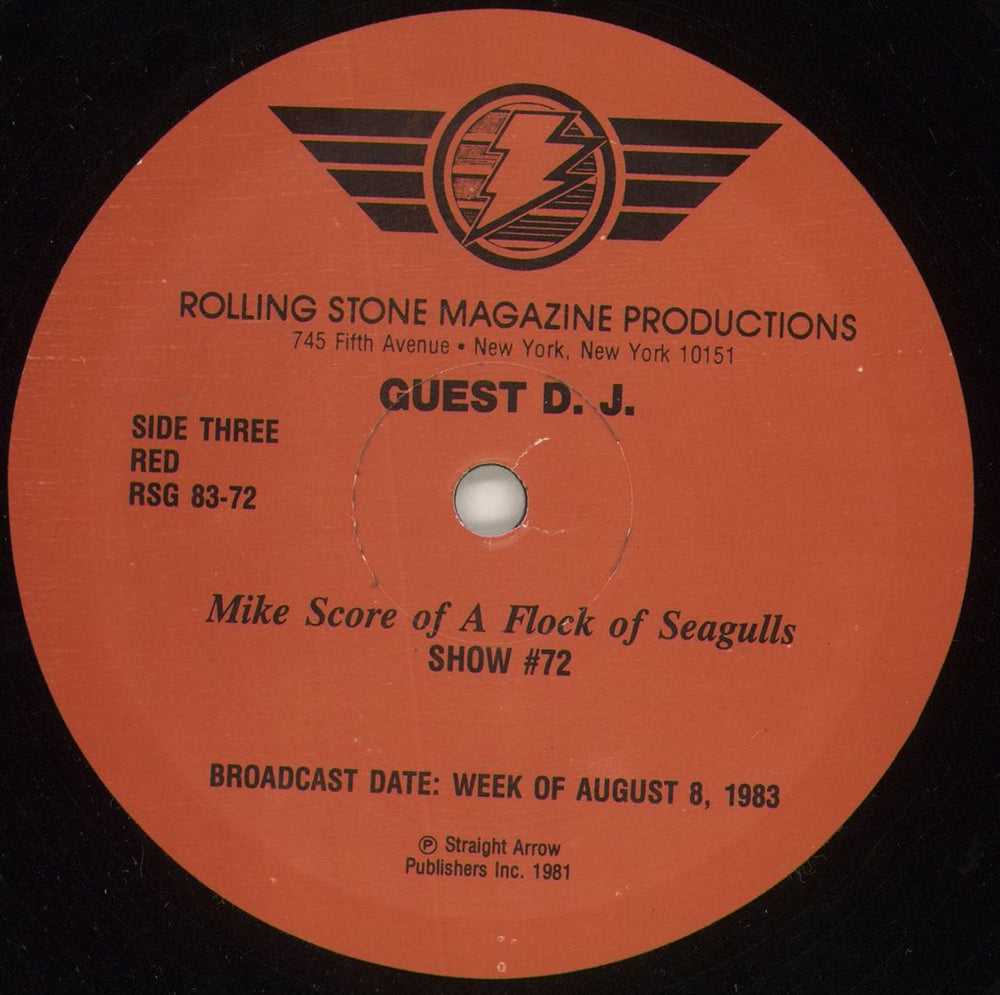 ROLLING STONE MAGAZINE PRODUCTIONS
745 Fifth Avenue • New York, New York 10151
GUEST D. J.
SIDE THREE
RED
RSG 83-72
Mike Score of A Flock of Seagulls
SHOW #72
BROADCAST DATE: WEEK OF AUGUST 8, 1983
℗ Straight Arrow
Publishers Inc. 1981